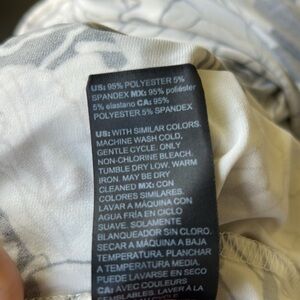 US: 95% POLYESTER 5%
SPANDEX MX: 95% poliéster
5% elastano CA: 95%
POLYESTER 5% SPANDEX
US: WITH SIMILAR COLORS.
MACHINE WASH COLD,
GENTLE CYCLE. ONLY
NON-CHLORINE BLEACH.
TUMBLE DRY LOW. WARM
IRON. MAY BE DRY
CLEANED MX: CON
COLORES SIMILARES.
LAVAR A MÁQUINA CON
AGUA FRÍA EN CICLO
SUAVE. SOLAMENTE
BLANQUEADOR SIN CLORO.
SECAR A MÁQUINA A BAJA
TEMPERATURA. PLANCHAR
A TEMPERATURA MEDIA.
PUEDE LAVARSE EN SECO
CA: AVEC COULEURS
SEMBLABLES. LAVER À LA